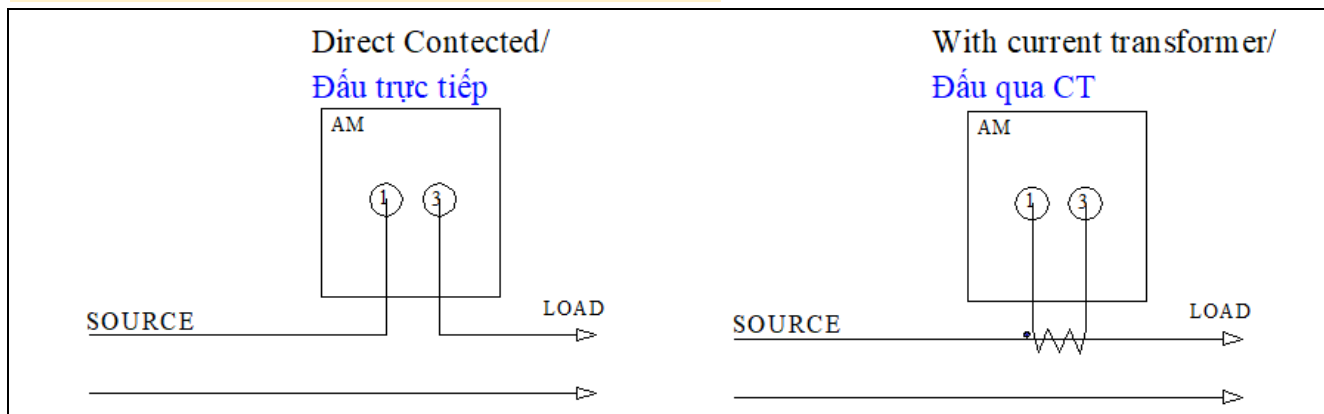 Direct Contected/
Đấu trực tiếp
AM
1 3
SOURCE
LOAD
With current transformer/
Đấu qua CT
AM
1 3
SOURCE
LOAD